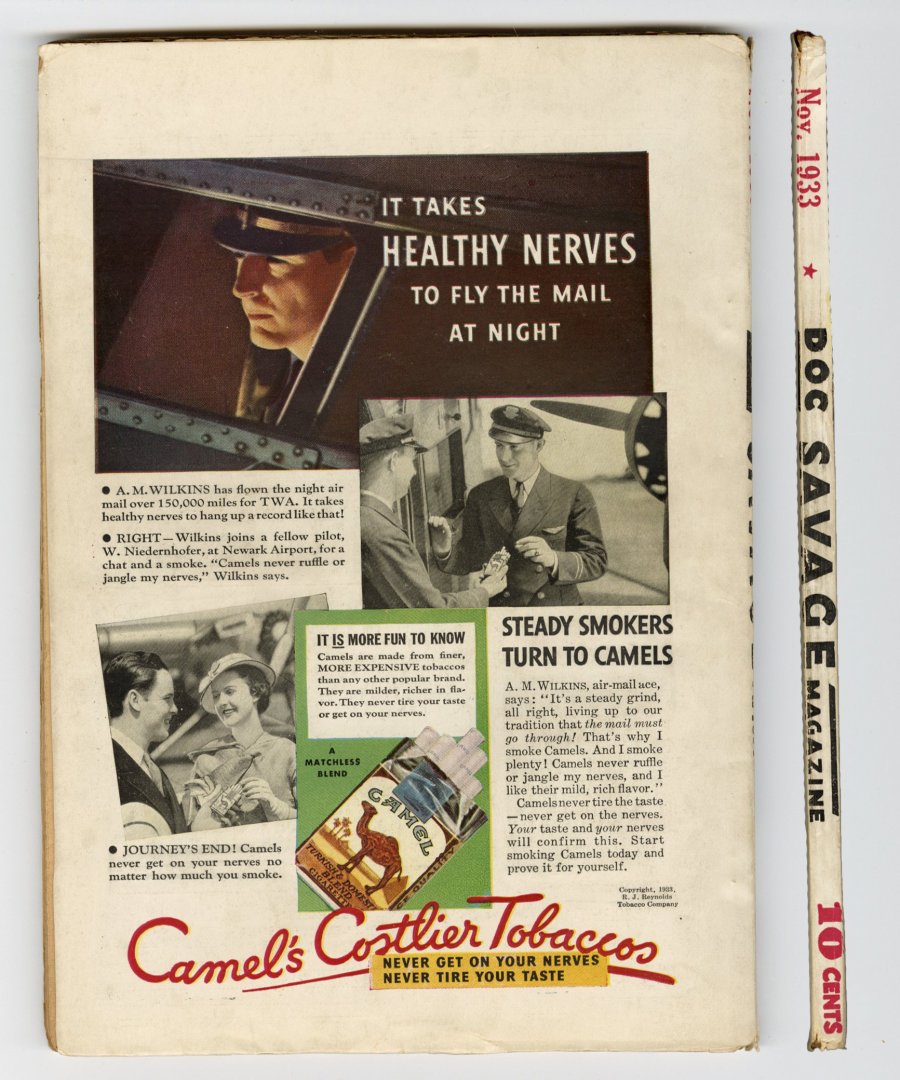 IT TAKES
HEALTHY NERVES
TO FLY THE MAIL
AT NIGHT
• A. M. WILKINS has flown the night air
mail over 150,000 miles for TWA. It takes
healthy nerves to hang up a record like that!
• RIGHT—Wilkins joins a fellow pilot,
W. Niedernhofer, at Newark Airport, for a
chat and a smoke. "Camels never ruffle or
jangle my nerves," Wilkins says.
IT IS MORE FUN TO KNOW
Camels are made from finer,
MORE EXPENSIVE tobaccos
than any other popular brand.
They are milder, richer in fla-
vor. They never tire your taste
or get on your nerves.
A
MATCHLESS
BLEND
CAMEL
TURKISH & DOMESTIC
BLEND
CIGARETTES
QUALITY
• JOURNEY'S END! Camels
never get on your nerves no
matter how much you smoke.
STEADY SMOKERS
TURN TO CAMELS
A. M. WILKINS, air-mail ace,
says: "It's a steady grind,
all right, living up to our
tradition that the mail must
go through! That's why I
smoke Camels. And I smoke
plenty! Camels never ruffle
or jangle my nerves, and I
like their mild, rich flavor."
Camels never tire the taste
—never get on the nerves.
Your taste and your nerves
will confirm this. Start
smoking Camels today and
prove it for yourself.
Copyright, 1933,
R. J. Reynolds
Tobacco Company
Camel's Costlier Tobaccos
NEVER GET ON YOUR NERVES
NEVER TIRE YOUR TASTE
Nov. 1933 ★ DOC SAVAGE MAGAZINE 10 CENTS